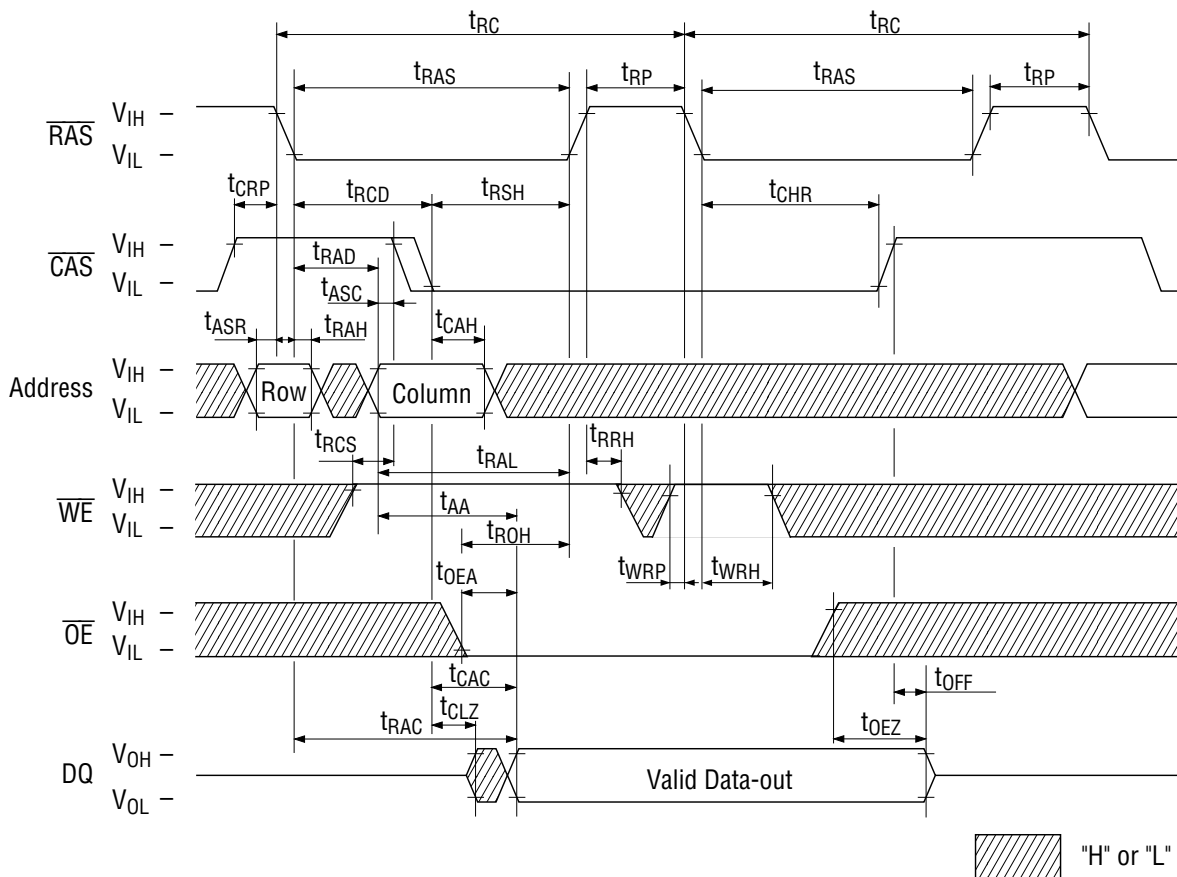 tRC tRC
tRAS tRP tRAS tRP
RAS VIH –
VIL –
tCRP tRCD tRSH tCHR
CAS VIH –
VIL –
tRAD
tASC
tASR tRAH tCAH
Address VIH –
VIL –
Row Column
tRCS tRAL tRRH
WE VIH –
VIL –
tAA
tROH
tOEA tWRP tWRH
OE VIH –
VIL –
tCAC tOFF
tRAC tCLZ tOEZ
DQ VOH –
VOL –
Valid Data-out
"H" or "L"